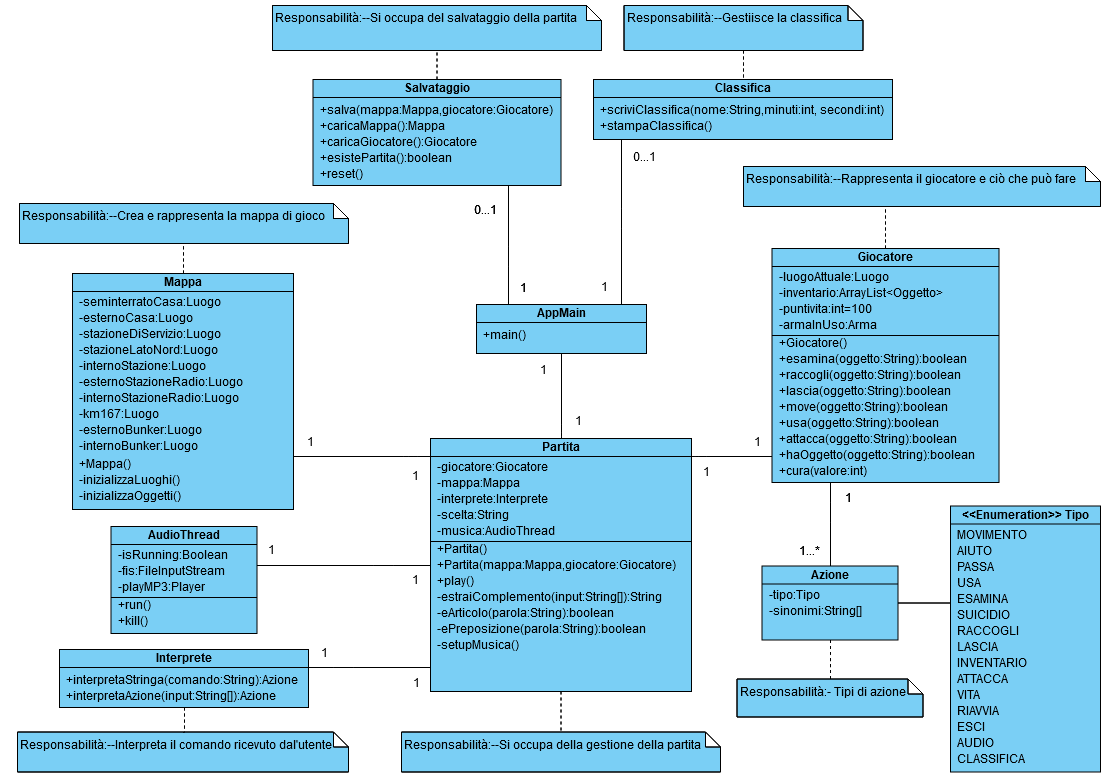 Responsabilità:--Si occupa del salvataggio della partita
Responsabilità:--Gestiisce la classifica
Salvataggio
+salva(mappa:Mappa,giocatore:Giocatore)
+caricaMappa():Mappa
+caricaGiocatore():Giocatore
+esistePartita():boolean
+reset()
Classifica
+scriviClassifica(nome:String,minuti:int, secondi:int)
+stampaClassifica()
0...1
0...1
1
1
Responsabilità:--Rappresenta il giocatore e ciò che può fare
Responsabilità:--Crea e rappresenta la mappa di gioco
Mappa
-seminterratoCasa:Luogo
-esternoCasa:Luogo
-stazioneDiServizio:Luogo
-stazioneLatoNord:Luogo
-internoStazione:Luogo
-esternoStazioneRadio:Luogo
-internoStazioneRadio:Luogo
-km167:Luogo
-esternoBunker:Luogo
-internoBunker:Luogo
+Mappa()
-inizializzaLuoghi()
-inizializzaOggetti()
AppMain
+main()
1
1
Giocatore
-luogoAttuale:Luogo
-inventario:ArrayList<Oggetto>
-puntivita:int=100
-armaInUso:Arma
+Giocatore()
+esamina(oggetto:String):boolean
+raccogli(oggetto:String):boolean
+lascia(oggetto:String):boolean
+move(oggetto:String):boolean
+usa(oggetto:String):boolean
+attacca(oggetto:String):boolean
+haOggetto(oggetto:String):boolean
+cura(valore:int)
1
1
1
1
Partita
-giocatore:Giocatore
-mappa:Mappa
-interprete:Interprete
-scelta:String
-musica:AudioThread
+Partita()
+Partita(mappa:Mappa,giocatore:Giocatore)
+play()
-estraiComplemento(input:String[]):String
-eArticolo(parola:String):boolean
-ePreposizione(parola:String):boolean
-setupMusica()
AudioThread
-isRunning:Boolean
-fis:FileInputStream
-playMP3:Player
+run()
+kill()
1
1
Interprete
+interpretaStringa(comando:String):Azione
+interpretaAzione(input:String[]):Azione
1
1
1
1...*
Azione
-tipo:Tipo
-sinonimi:String[]
<<Enumeration>> Tipo
MOVIMENTO
AIUTO
PASSA
USA
ESAMINA
SUICIDIO
RACCOGLI
LASCIA
INVENTARIO
ATTACCA
VITA
RIAVVIA
ESCI
AUDIO
CLASSIFICA
Responsabilità:- Tipi di azione
Responsabilità:--Interpreta il comando ricevuto dal'utente
Responsabilità:--Si occupa della gestione della partita